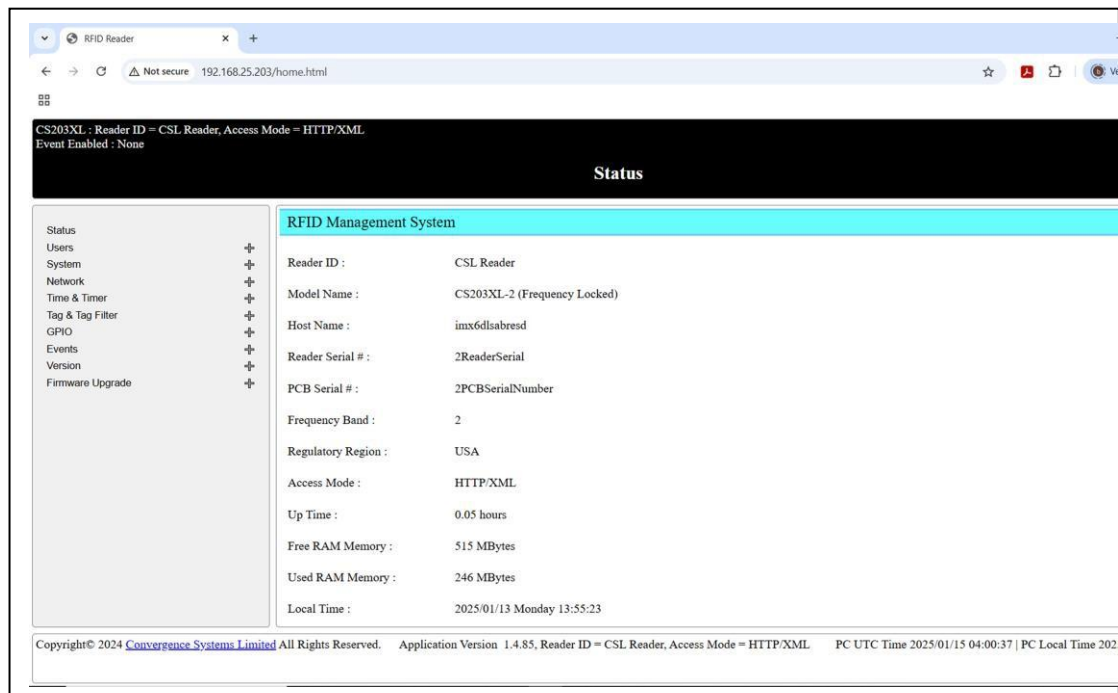 RFID Reader
Not secure 192.168.25.203/home.html
CS203XL : Reader ID = CSL Reader, Access Mode = HTTP/XML
Event Enabled : None
Status
Status
Users
System
Network
Time & Timer
Tag & Tag Filter
GPIO
Events
Version
Firmware Upgrade
RFID Management System
Reader ID : CSL Reader
Model Name : CS203XL-2 (Frequency Locked)
Host Name : imx6dlsabresd
Reader Serial # : 2ReaderSerial
PCB Serial # : 2PCBSerialNumber
Frequency Band : 2
Regulatory Region : USA
Access Mode : HTTP/XML
Up Time : 0.05 hours
Free RAM Memory : 515 MBytes
Used RAM Memory : 246 MBytes
Local Time : 2025/01/13 Monday 13:55:23
Copyright© 2024 Convergence Systems Limited All Rights Reserved. Application Version 1.4.85, Reader ID = CSL Reader, Access Mode = HTTP/XML PC UTC Time 2025/01/15 04:00:37 | PC Local Time 202